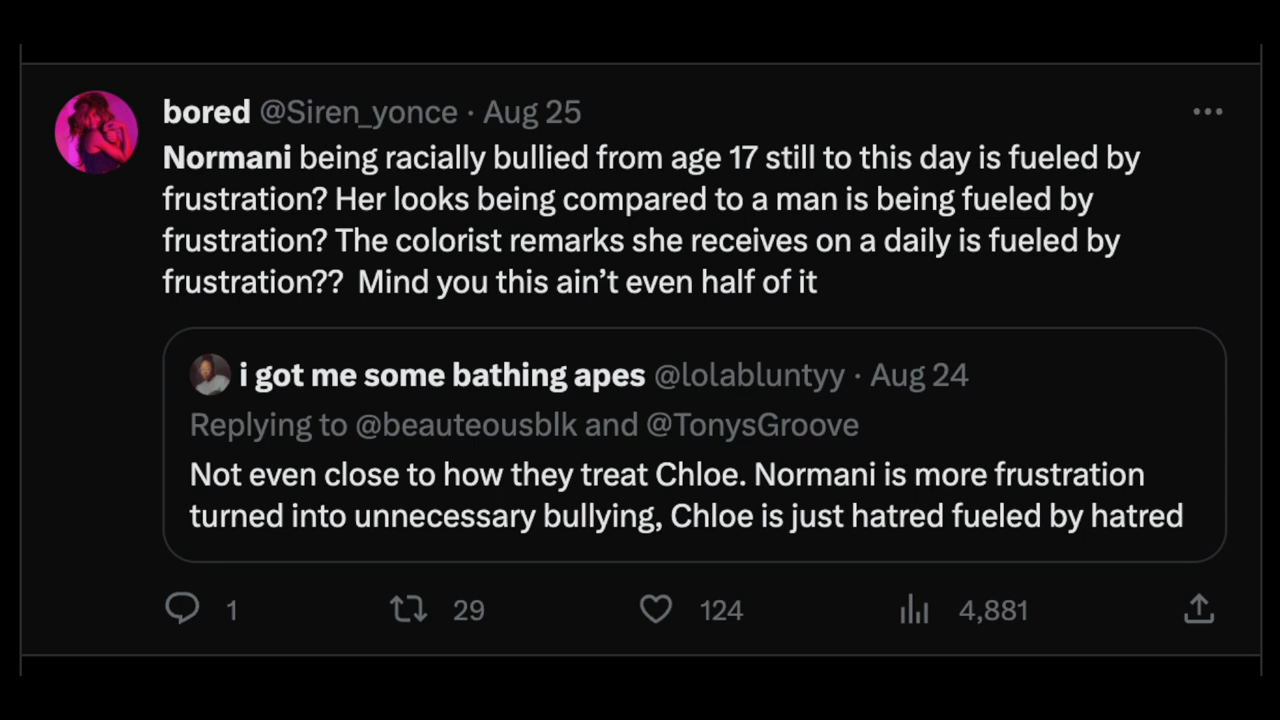 bored @Siren_yonce · Aug 25
Normani being racially bullied from age 17 still to this day is fueled by
frustration? Her looks being compared to a man is being fueled by
frustration? The colorist remarks she receives on a daily is fueled by
frustration??  Mind you this ain’t even half of it
i got me some bathing apes @lolabluntyy · Aug 24
Replying to @beauteousblk and @TonysGroove
Not even close to how they treat Chloe. Normani is more frustration
turned into unnecessary bullying, Chloe is just hatred fueled by hatred
1 29 124 4,881